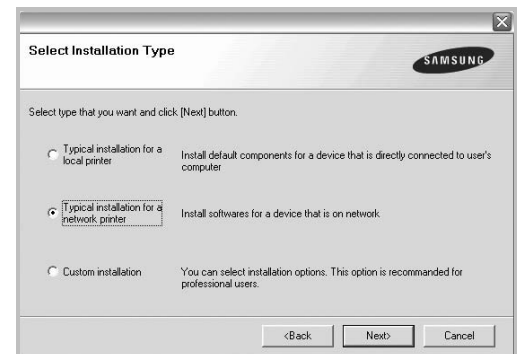 Select Installation Type
SAMSUNG
Select type that you want and click [Next] button.
Typical installation for a
local printer
Install default components for a device that is directly connected to user's
computer
Typical installation for a
network printer
Install softwares for a device that is on network
Custom installation
You can select installation options. This option is recommanded for
professional users.
<Back
Next>
Cancel